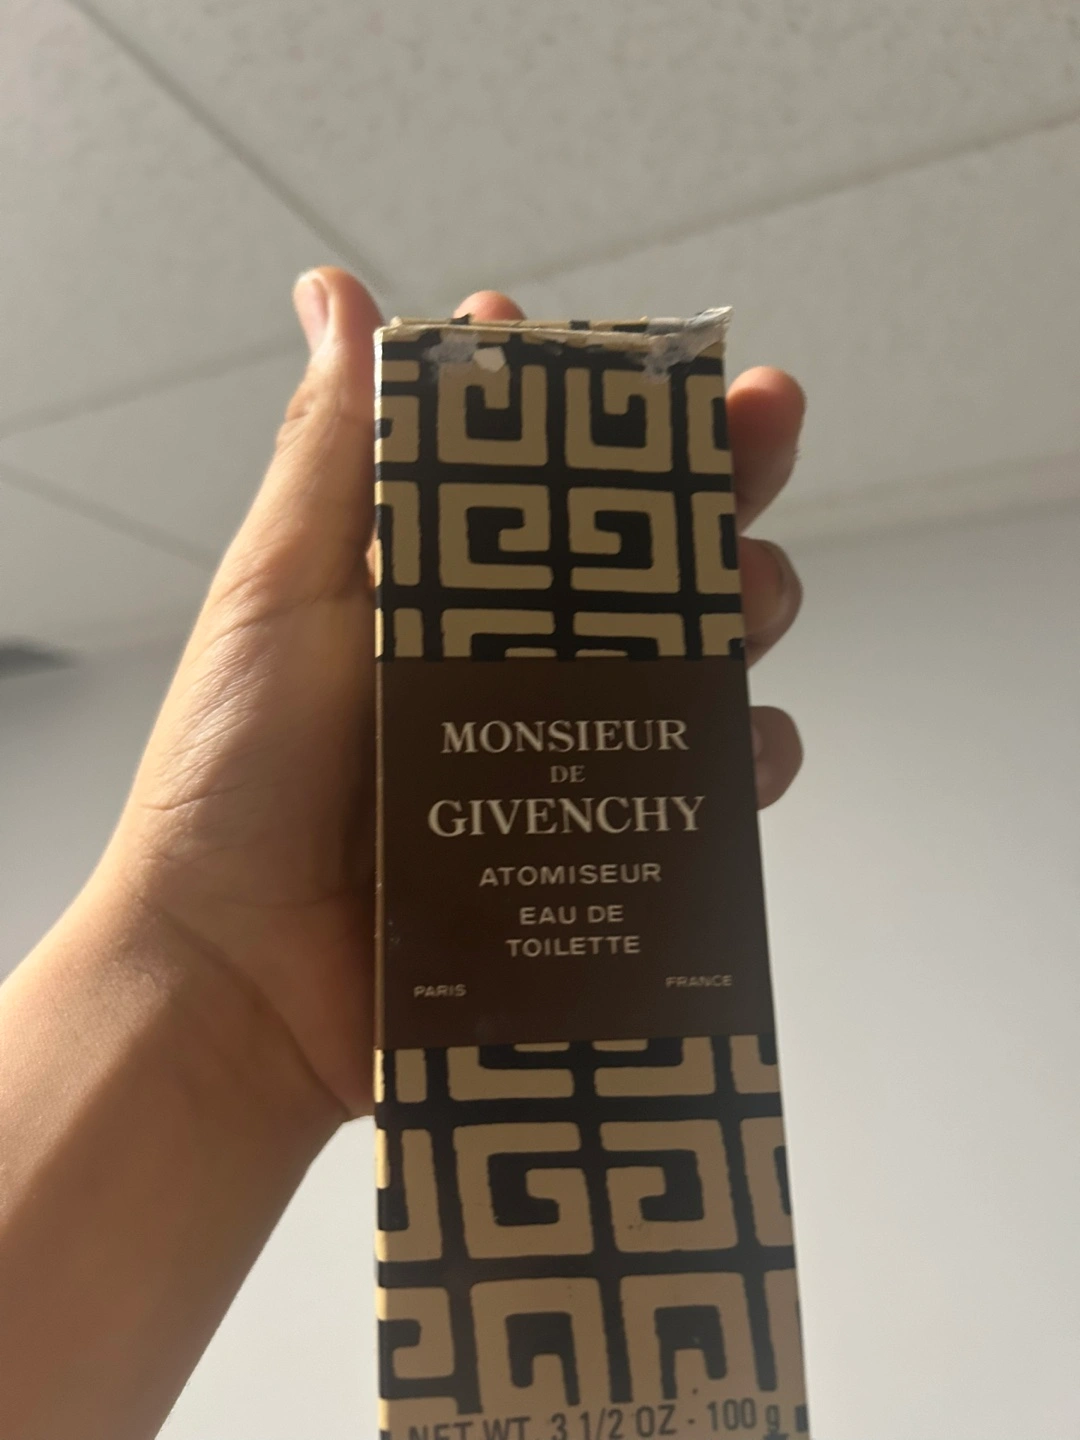 MONSIEUR
DE
GIVENCHY
ATOMISEUR
EAU DE
TOILETTE
PARIS FRANCE
NET WT. 3 1/2 OZ - 100 g